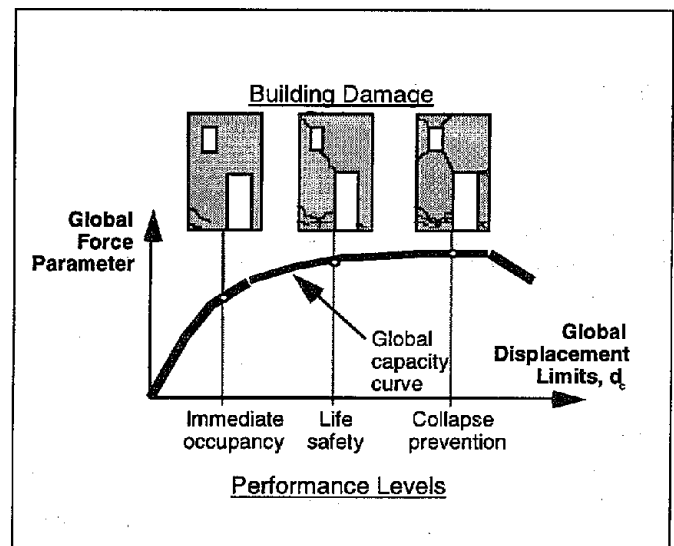 Building Damage
Global
Force
Parameter
Global
capacity
curve
Global
Displacement
Limits, dc
Immediate
occupancy
Life
safety
Collapse
prevention
Performance Levels